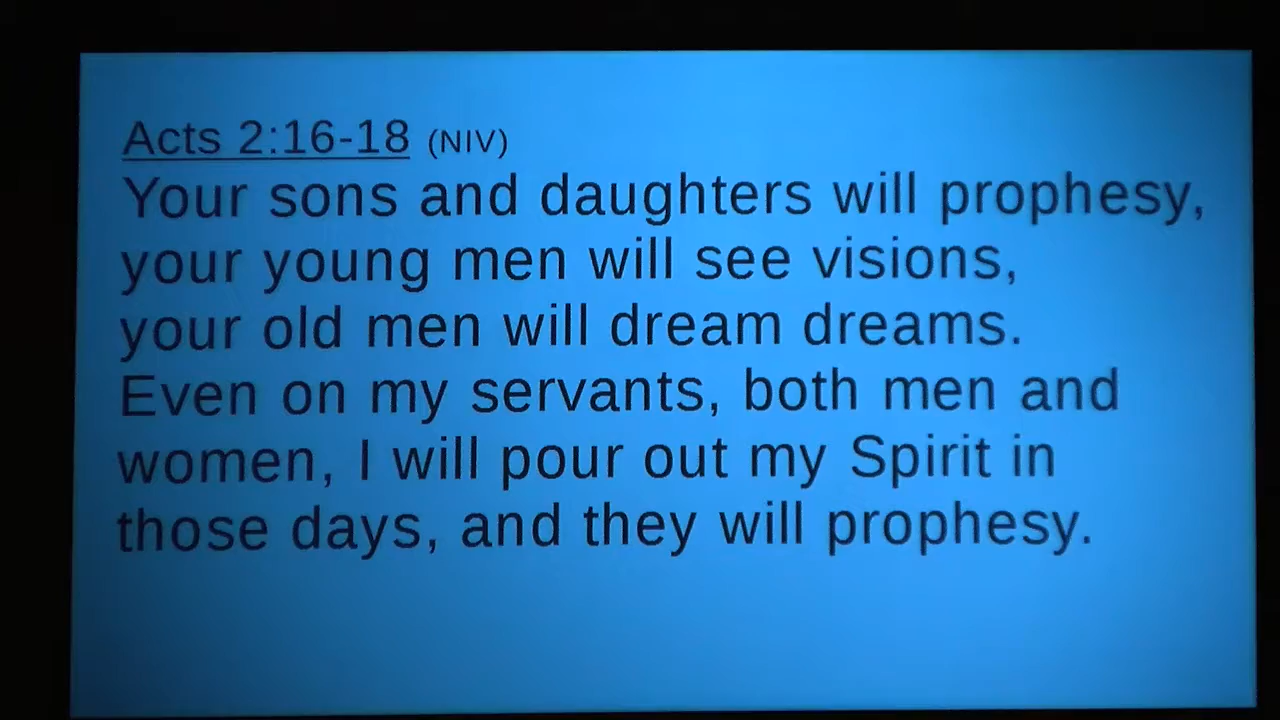 Acts 2:16-18 (NIV)
Your sons and daughters will prophesy,
your young men will see visions,
your old men will dream dreams.
Even on my servants, both men and
women, I will pour out my Spirit in
those days, and they will prophesy.